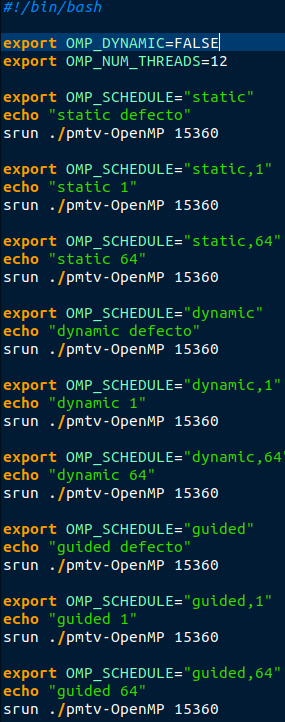 #!/bin/bash
export OMP_DYNAMIC=FALSE
export OMP_NUM_THREADS=12
export OMP_SCHEDULE="static"
echo "static defecto"
srun ./pmtv-OpenMP 15360
export OMP_SCHEDULE="static,1"
echo "static 1"
srun ./pmtv-OpenMP 15360
export OMP_SCHEDULE="static,64"
echo "static 64"
srun ./pmtv-OpenMP 15360
export OMP_SCHEDULE="dynamic"
echo "dynamic defecto"
srun ./pmtv-OpenMP 15360
export OMP_SCHEDULE="dynamic,1"
echo "dynamic 1"
srun ./pmtv-OpenMP 15360
export OMP_SCHEDULE="dynamic,64"
echo "dynamic 64"
srun ./pmtv-OpenMP 15360
export OMP_SCHEDULE="guided"
echo "guided defecto"
srun ./pmtv-OpenMP 15360
export OMP_SCHEDULE="guided,1"
echo "guided 1"
srun ./pmtv-OpenMP 15360
export OMP_SCHEDULE="guided,64"
echo "guided 64"
srun ./pmtv-OpenMP 15360